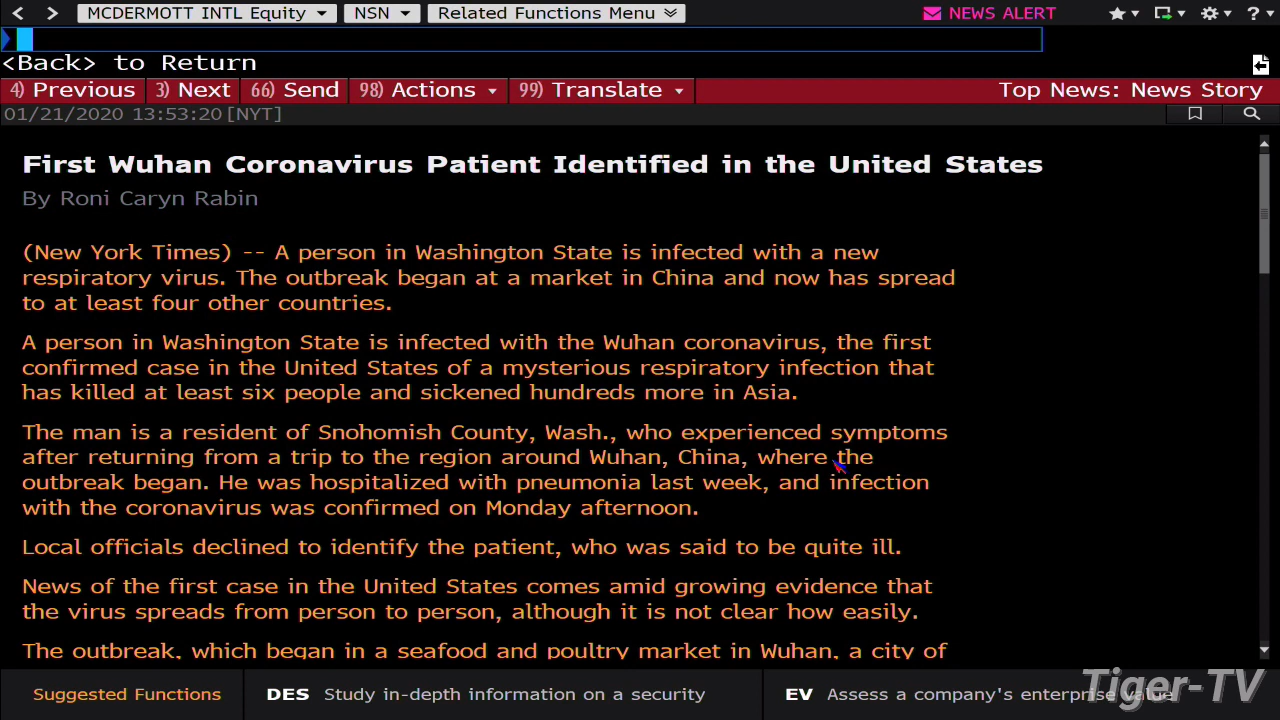 < > MCDERMOTT INTL Equity NSN Related Functions Menu NEWS ALERT ?
<Back> to Return
4) Previous 3) Next 66) Send 98) Actions 99) Translate Top News: News Story
01/21/2020 13:53:20 [NYT]
First Wuhan Coronavirus Patient Identified in the United States
By Roni Caryn Rabin
(New York Times) -- A person in Washington State is infected with a new
respiratory virus. The outbreak began at a market in China and now has spread
to at least four other countries.
A person in Washington State is infected with the Wuhan coronavirus, the first
confirmed case in the United States of a mysterious respiratory infection that
has killed at least six people and sickened hundreds more in Asia.
The man is a resident of Snohomish County, Wash., who experienced symptoms
after returning from a trip to the region around Wuhan, China, where the
outbreak began. He was hospitalized with pneumonia last week, and infection
with the coronavirus was confirmed on Monday afternoon.
Local officials declined to identify the patient, who was said to be quite ill.
News of the first case in the United States comes amid growing evidence that
the virus spreads from person to person, although it is not clear how easily.
The outbreak, which began in a seafood and poultry market in Wuhan, a city of
Suggested Functions DES Study in-depth information on a security EV Assess a company's enterprise value
Tiger-TV